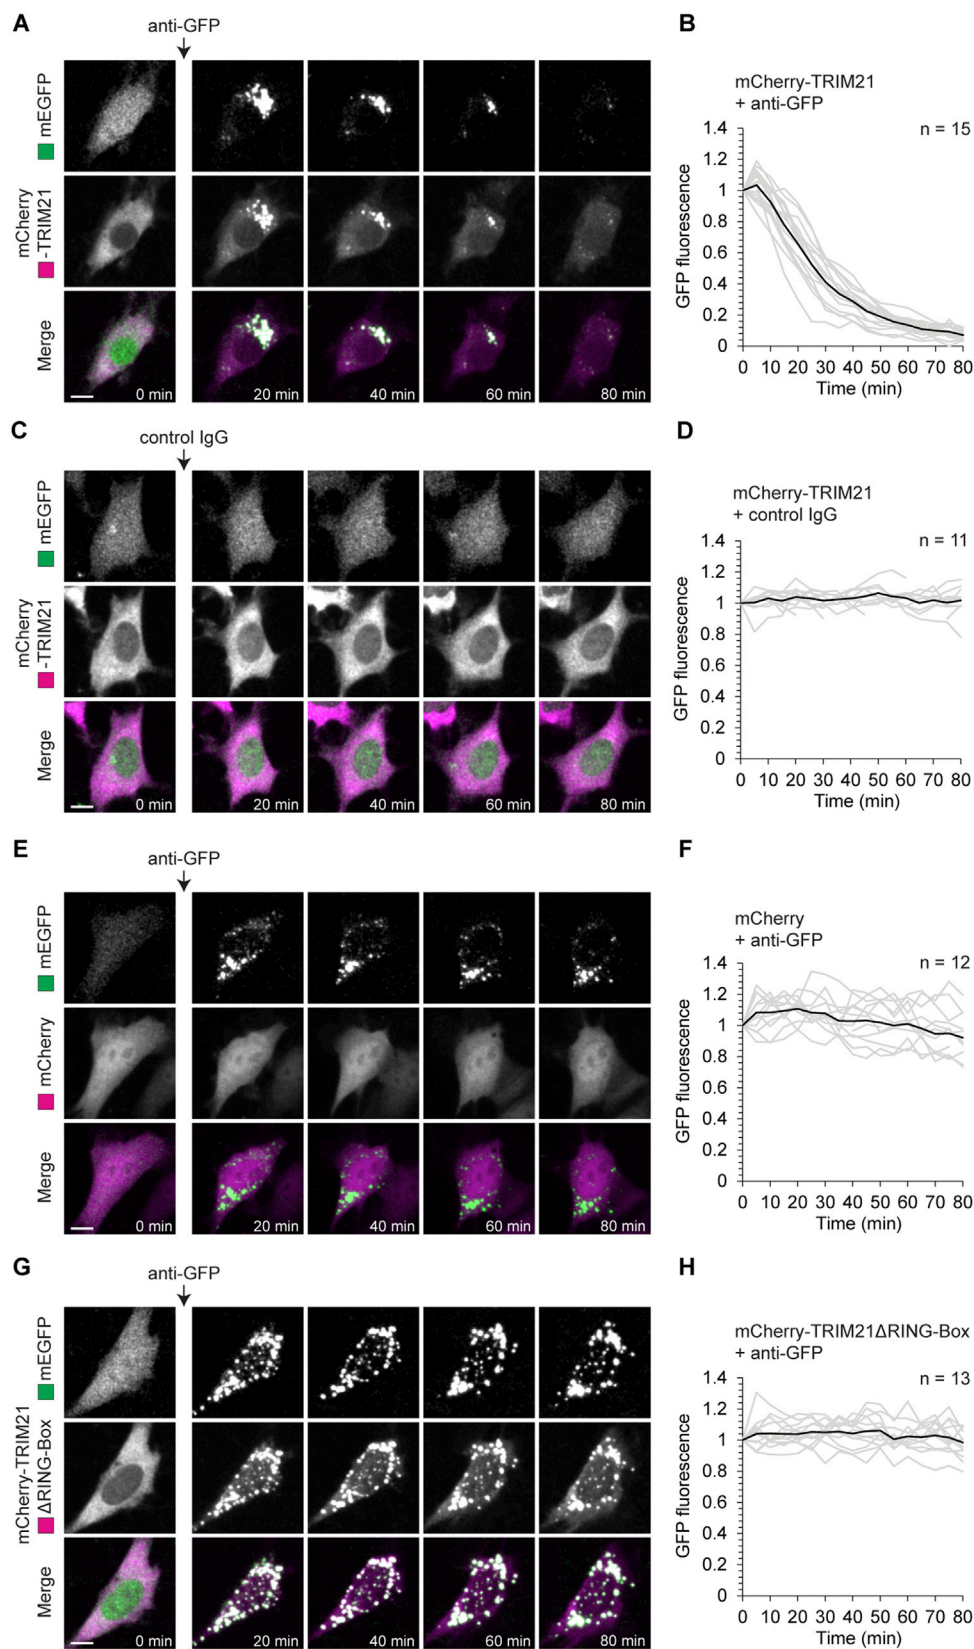 A
anti-GFP
mEGFP
mCherry
-TRIM21
Merge
0 min
20 min
40 min
60 min
80 min
B
mCherry-TRIM21
+ anti-GFP
n = 15
GFP fluorescence
1.4
1.2
1
0.8
0.6
0.4
0.2
0
0 10 20 30 40 50 60 70 80
Time (min)
C
control IgG
mEGFP
mCherry
-TRIM21
Merge
0 min
20 min
40 min
60 min
80 min
D
mCherry-TRIM21
+ control IgG
n = 11
GFP fluorescence
1.4
1.2
1
0.8
0.6
0.4
0.2
0
0 10 20 30 40 50 60 70 80
Time (min)
E
anti-GFP
mEGFP
mCherry
Merge
0 min
20 min
40 min
60 min
80 min
F
mCherry
+ anti-GFP
n = 12
GFP fluorescence
1.4
1.2
1
0.8
0.6
0.4
0.2
0
0 10 20 30 40 50 60 70 80
Time (min)
G
anti-GFP
mEGFP
mCherry-TRIM21
ΔRING-Box
Merge
0 min
20 min
40 min
60 min
80 min
H
mCherry-TRIM21ΔRING-Box
+ anti-GFP
n = 13
GFP fluorescence
1.4
1.2
1
0.8
0.6
0.4
0.2
0
0 10 20 30 40 50 60 70 80
Time (min)